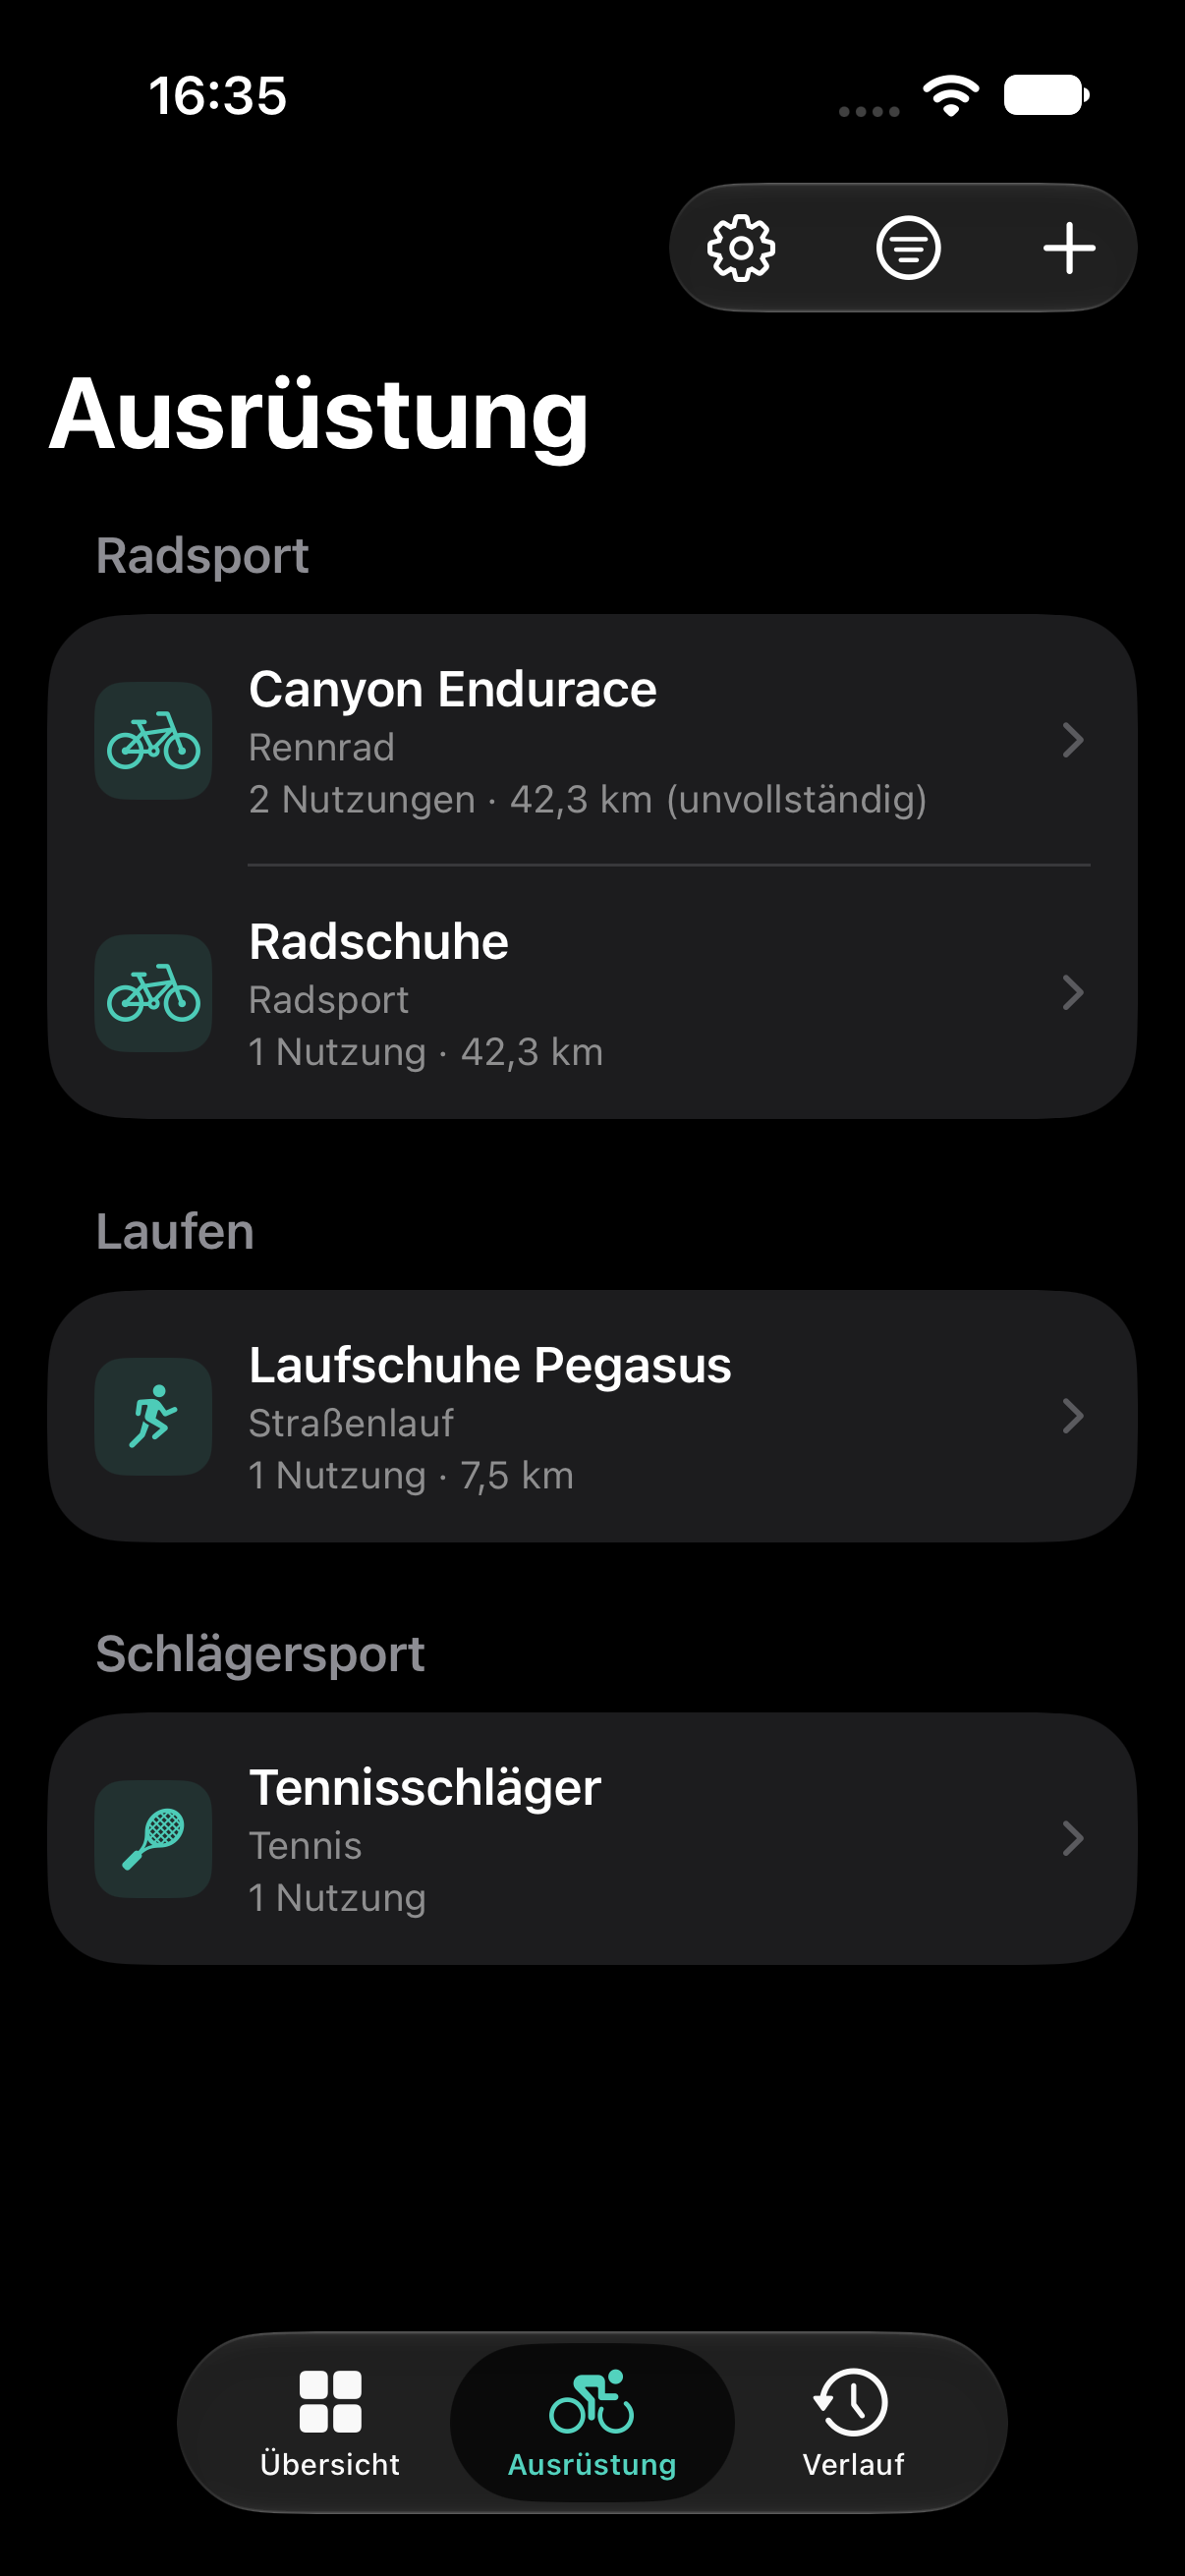 16:35
Ausrüstung
Radsport
Canyon Endurace
Rennrad
2 Nutzungen · 42,3 km (unvollständig)
Radschuhe
Radsport
1 Nutzung · 42,3 km
Laufen
Laufschuhe Pegasus
Straßenlauf
1 Nutzung · 7,5 km
Schlägersport
Tennisschläger
Tennis
1 Nutzung
Übersicht
Ausrüstung
Verlauf